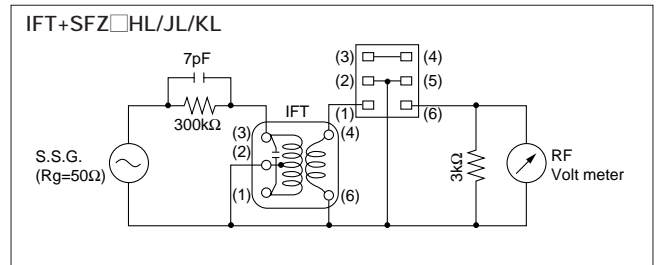 IFT+SFZ□HL/JL/KL
7pF
300kΩ
S.S.G.
(Rg=50Ω)
IFT
(3)
(2)
(1)
(4)
(6)
(3)
(4)
(2)
(5)
(1)
(6)
3kΩ
RF
Volt meter